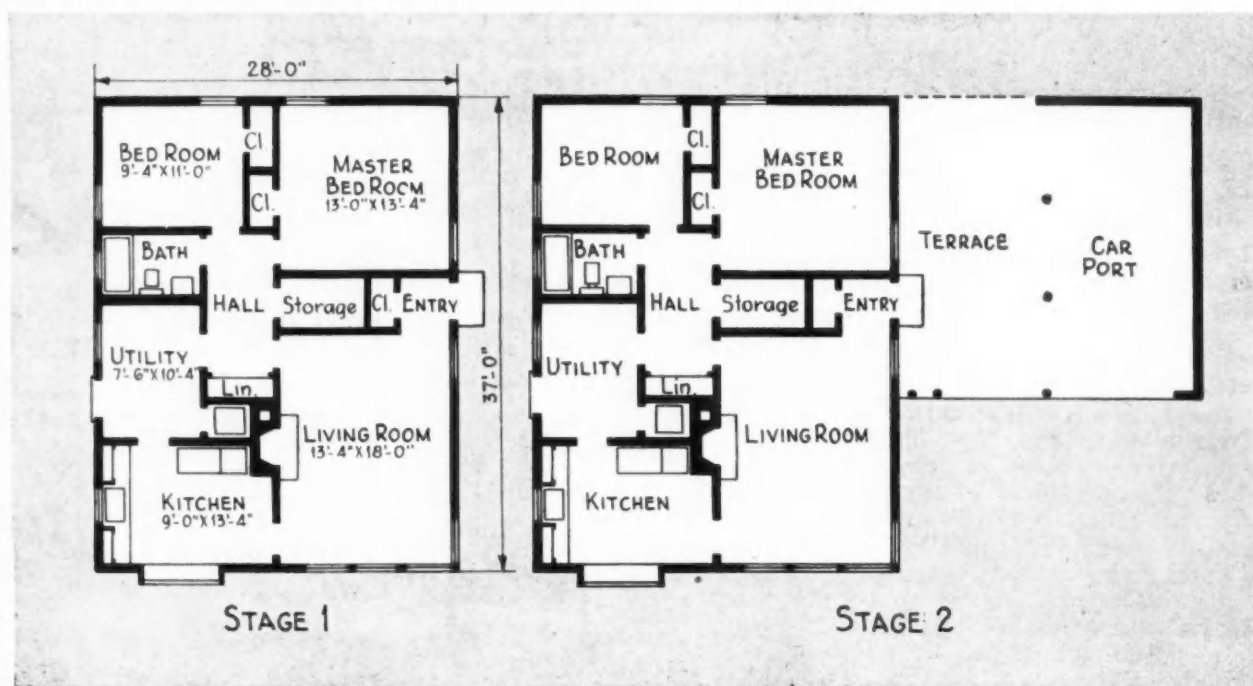 28'-0"
BED ROOM
9'-4"X11'-0"
Cl.
MASTER
BED ROOM
13'-0"X13'-4"
Cl.
BATH
HALL
Storage
Cl.
ENTRY
UTILITY
7'-6"X10'-4"
Lin.
37'-0"
LIVING ROOM
13'-4"X18'-0"
KITCHEN
9'-0"X13'-4"
STAGE 1
BED ROOM
Cl.
MASTER
BED ROOM
Cl.
BATH
HALL
Storage
ENTRY
TERRACE
CAR
PORT
UTILITY
Lin.
LIVING ROOM
KITCHEN
STAGE 2